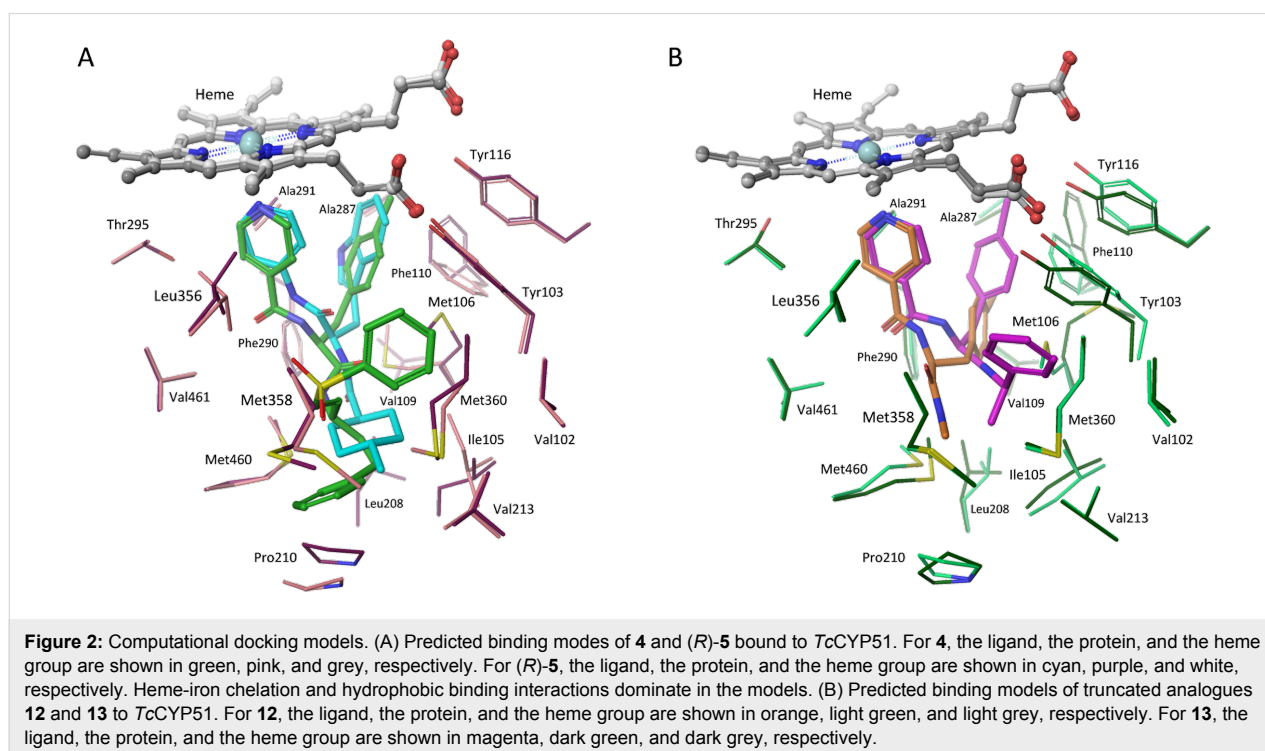 A
Heme
Tyr116
Ala291
Ala287
Thr295
Phe110
Leu356
Tyr103
Met106
Phe290
Val461
Met358
Val109
Met360
Val102
Met460
Ile105
Leu208
Val213
Pro210
B
Heme
Tyr116
Ala291
Ala287
Thr295
Phe110
Leu356
Tyr103
Met106
Phe290
Val461
Val109
Met358
Met360
Val102
Met460
Ile105
Leu208
Val213
Pro210
Figure 2: Computational docking models. (A) Predicted binding modes of 4 and (R)-5 bound to TcCYP51. For 4, the ligand, the protein, and the heme
group are shown in green, pink, and grey, respectively. For (R)-5, the ligand, the protein, and the heme group are shown in cyan, purple, and white,
respectively. Heme-iron chelation and hydrophobic binding interactions dominate in the models. (B) Predicted binding models of truncated analogues
12 and 13 to TcCYP51. For 12, the ligand, the protein, and the heme group are shown in orange, light green, and light grey, respectively. For 13, the
ligand, the protein, and the heme group are shown in magenta, dark green, and dark grey, respectively.